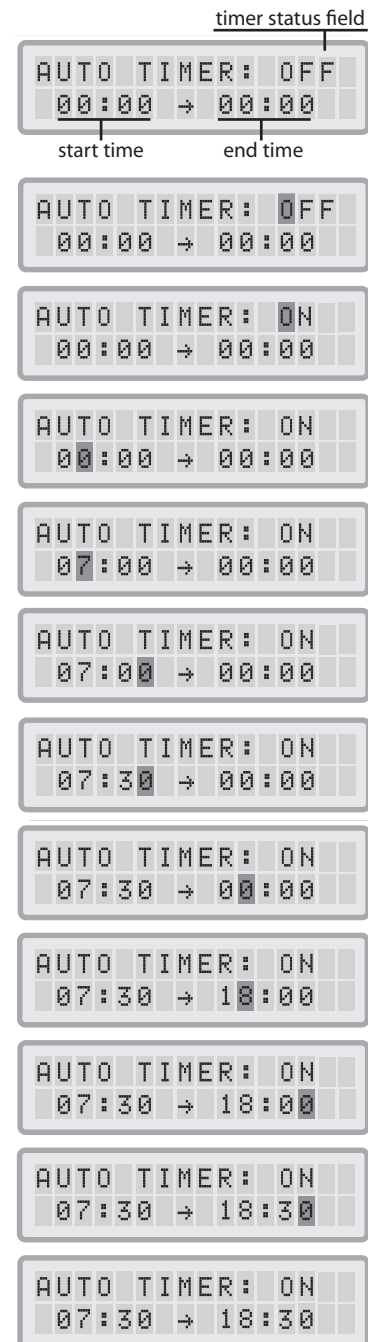 timer status field
AUTO TIMER: OFF
00:00 → 00:00
start time end time
AUTO TIMER: OFF
00:00 → 00:00
AUTO TIMER: ON
00:00 → 00:00
AUTO TIMER: ON
00:00 → 00:00
AUTO TIMER: ON
07:00 → 00:00
AUTO TIMER: ON
07:00 → 00:00
AUTO TIMER: ON
07:30 → 00:00
AUTO TIMER: ON
07:30 → 00:00
AUTO TIMER: ON
07:30 → 18:00
AUTO TIMER: ON
07:30 → 18:00
AUTO TIMER: ON
07:30 → 18:30
AUTO TIMER: ON
07:30 → 18:30